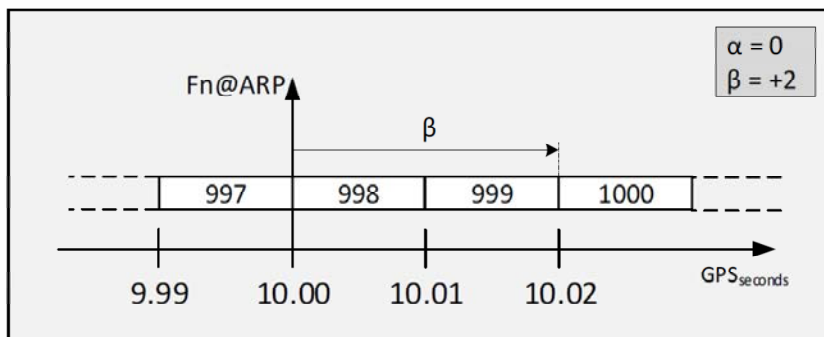 α = 0
β = +2
Fn@ARP
β
997 998 999 1000
9.99 10.00 10.01 10.02
GPSseconds